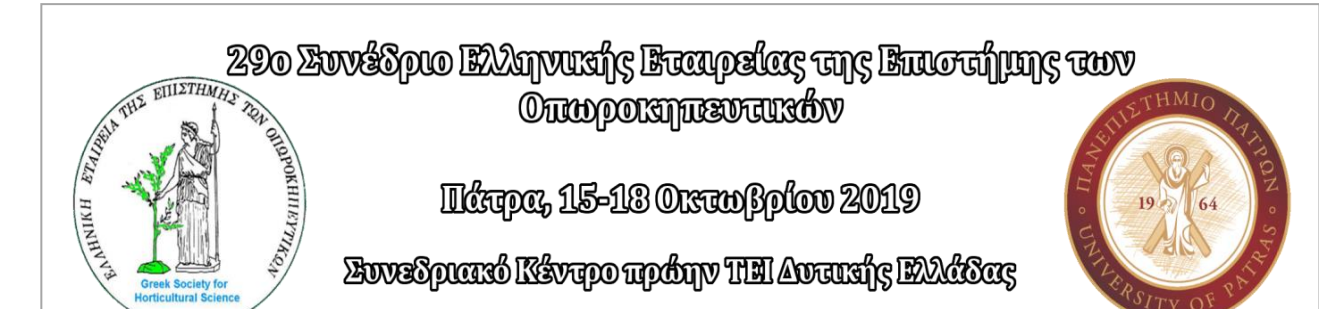 29ο Συνέδριο Ελληνικής Εταιρείας της Επιστήμης των
Οπωροκηπευτικών
Πάτρα, 15-18 Οκτωβρίου 2019
Συνεδριακό Κέντρο πρώην ΤΕΙ Δυτικής Ελλάδας
ΕΛΛΗΝΙΚΗ ΕΤΑΙΡΕΙΑ ΤΗΣ ΕΠΙΣΤΗΜΗΣ ΤΩΝ ΟΠΩΡΟΚΗΠΕΥΤΙΚΩΝ
Greek Society for
Horticultural Science
ΠΑΝΕΠΙΣΤΗΜΙΟ ΠΑΤΡΩΝ
19 64
UNIVERSITY OF PATRAS